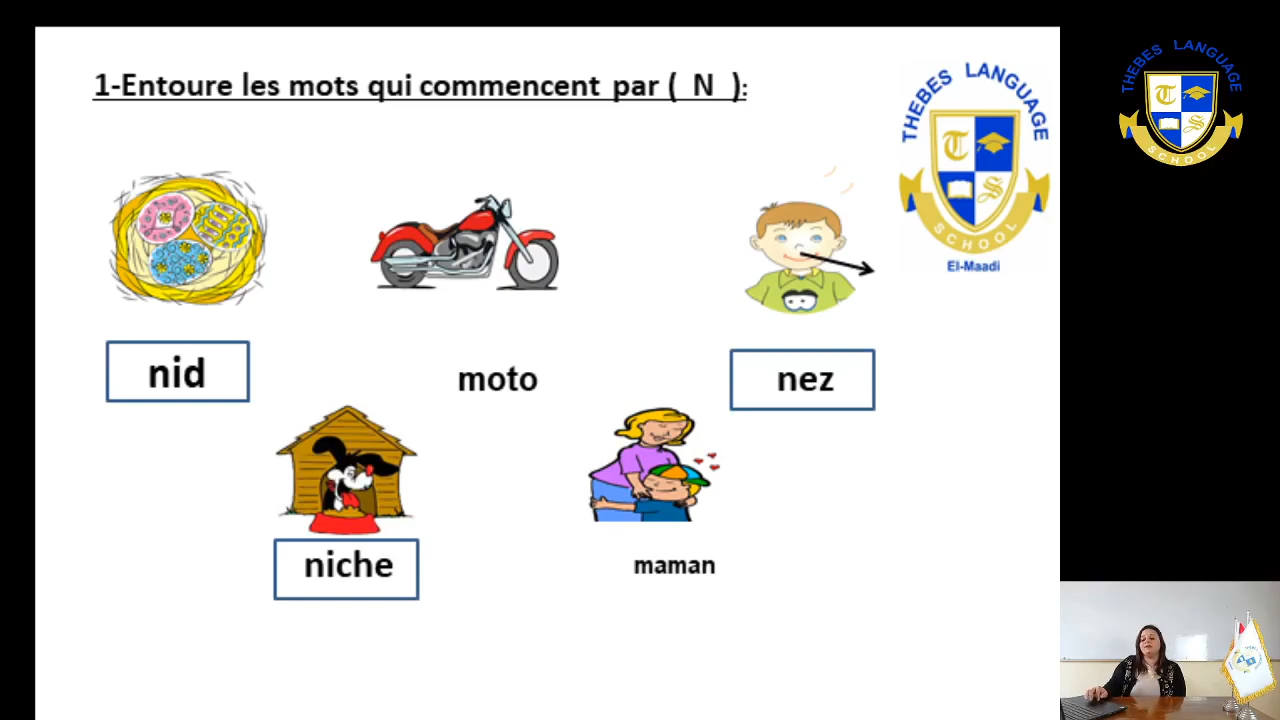 1-Entoure les mots qui commencent par ( N ):
THEBES LANGUAGE
T
S
SCHOOL
El-Maadi
THEBES LANGUAGE
T
S
SCHOOL
nid
moto
nez
niche
maman